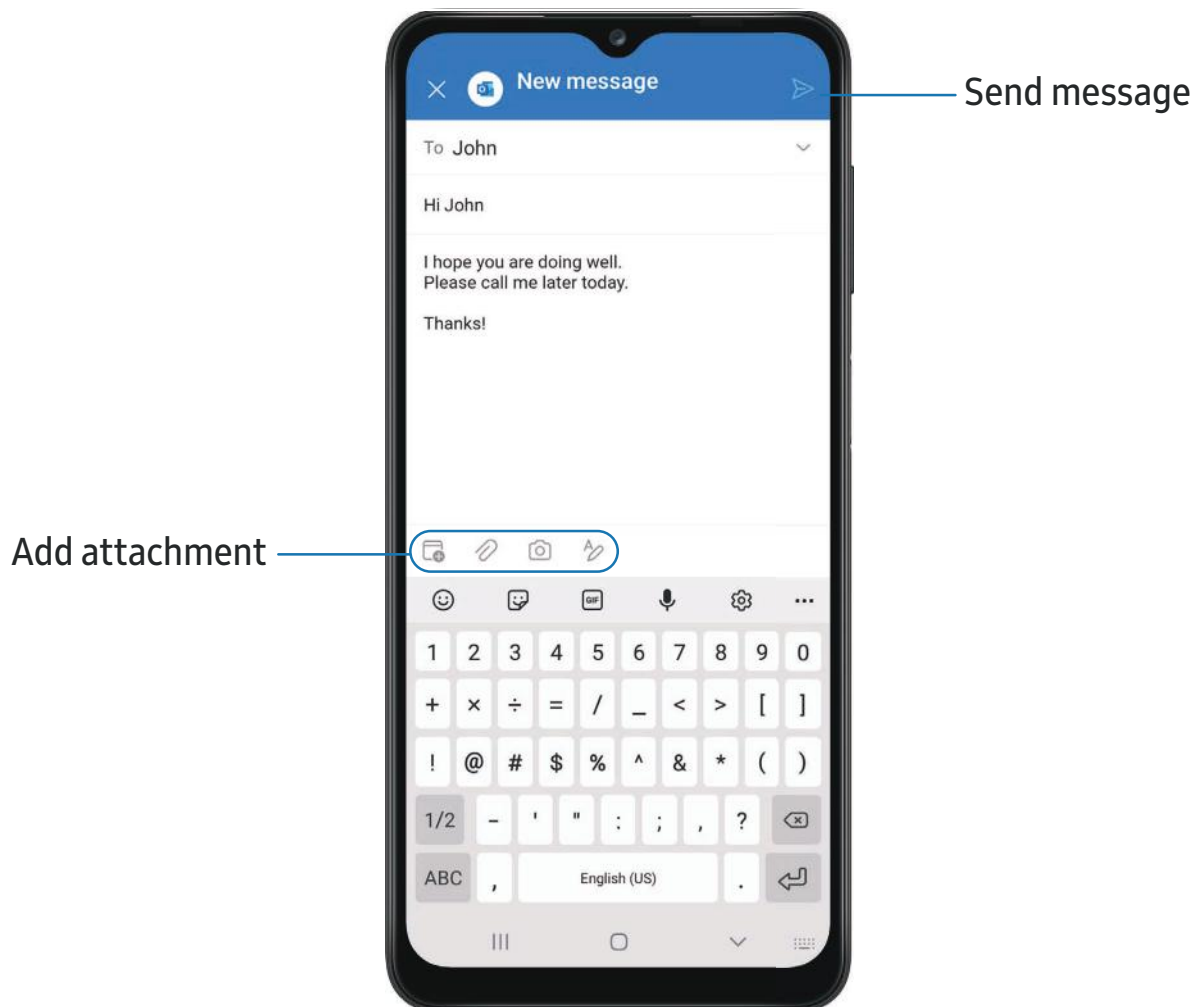 New message
Send message
To John
Hi John
I hope you are doing well.
Please call me later today.
Thanks!
Add attachment
GIF
1 2 3 4 5 6 7 8 9 0
+ × ÷ = / _ < > [ ]
! @ # $ % ^ & * ( )
1/2 - ' " : ; , ?
ABC , English (US) .